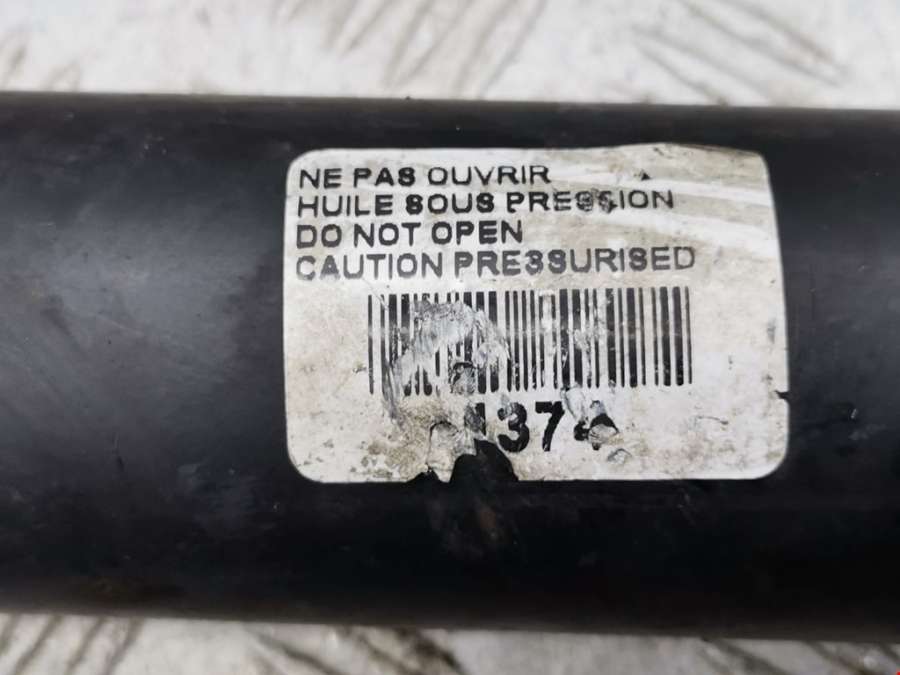 NE PAS OUVRIR
HUILE SOUS PRESSION
DO NOT OPEN
CAUTION PRESSURISED